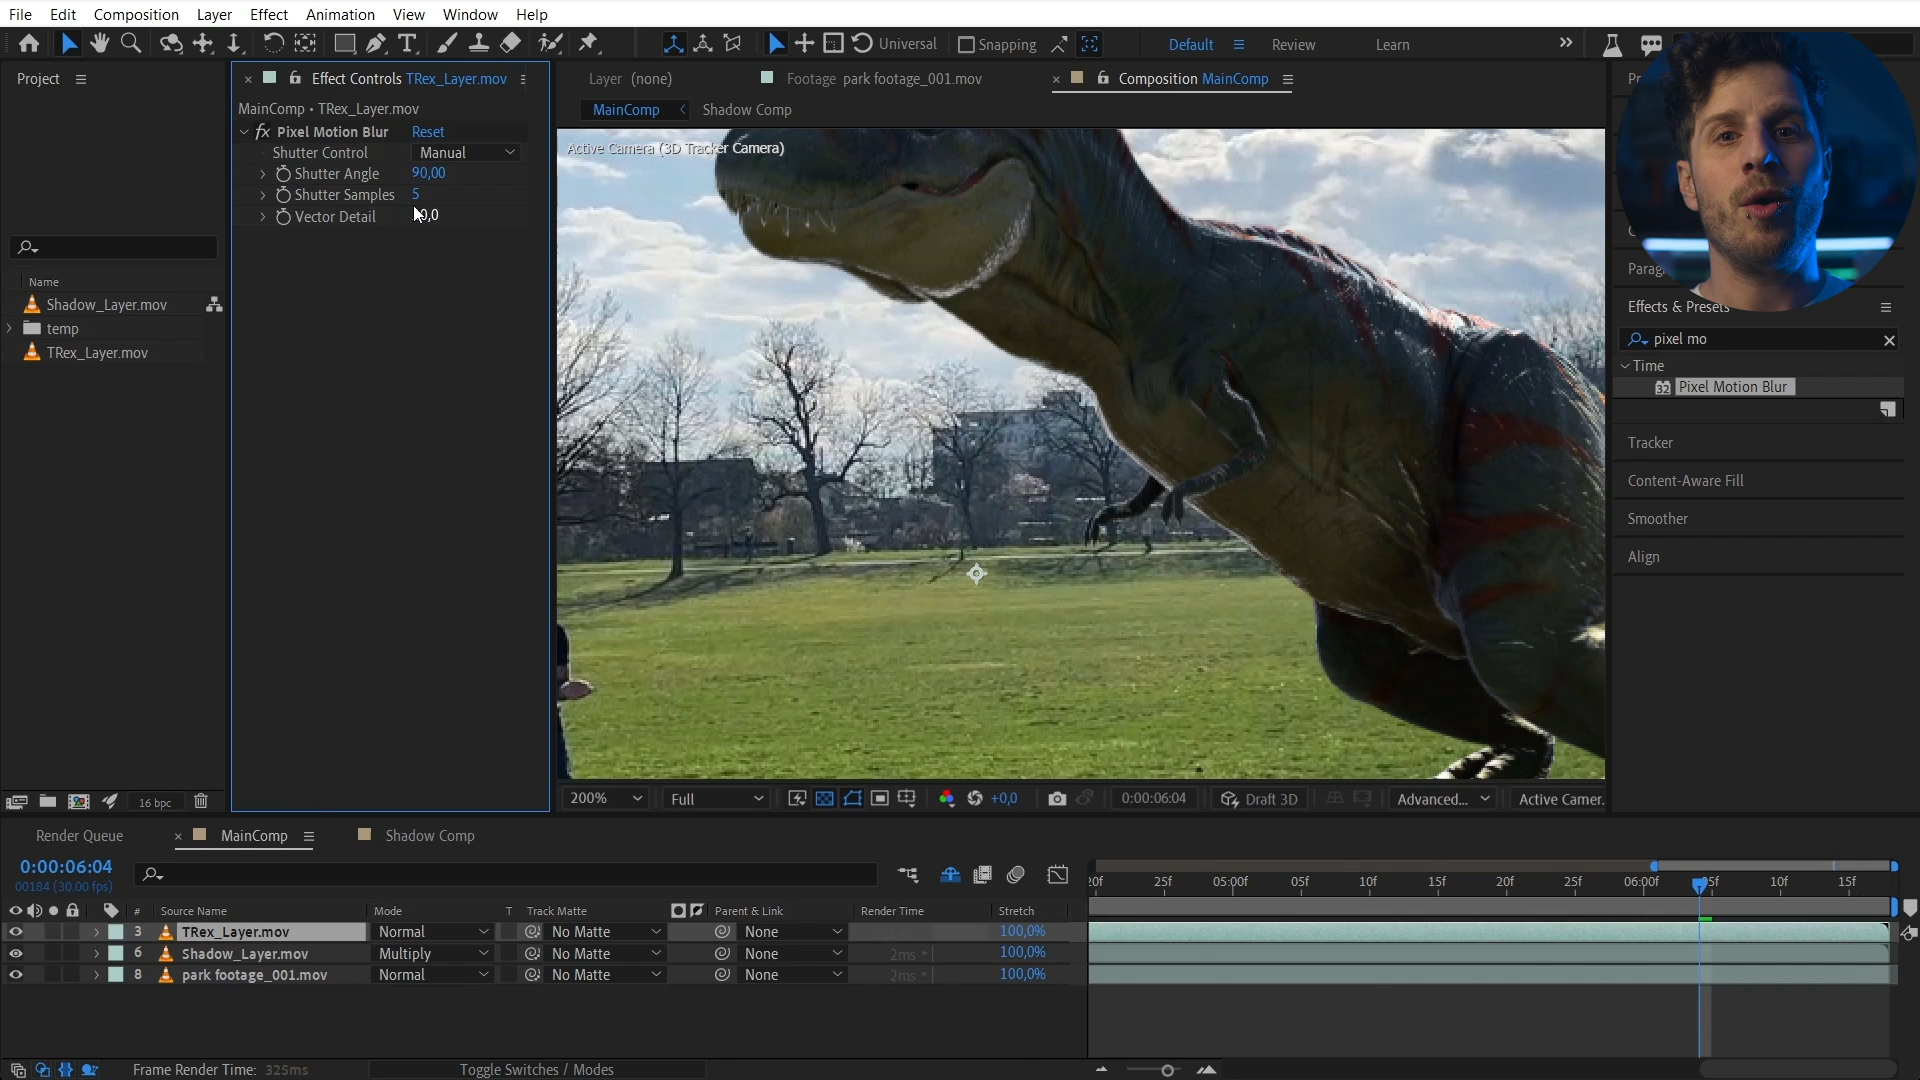 File Edit Composition Layer Effect Animation View Window Help
Universal Snapping Default Review Learn
Project
Effect Controls TRex_Layer.mov
Layer (none)
Footage park footage_001.mov
Composition MainComp
MainComp • TRex_Layer.mov
MainComp Shadow Comp
fx Pixel Motion Blur Reset
Shutter Control Manual
Shutter Angle 90,00
Shutter Samples 5
Vector Detail
Active Camera (3D Tracker Camera)
Name
Shadow_Layer.mov
temp
TRex_Layer.mov
Effects & Presets
pixel mo
Time
32 Pixel Motion Blur
Tracker
Content-Aware Fill
Smoother
Align
16 bpc
200% Full +0,0 0:00:06:04 Draft 3D Advanced... Active Camer.
Render Queue MainComp Shadow Comp
0:00:06:04
00184 (30.00 fps)
25f 05:00f 05f 10f 15f 20f 25f 06:00f 10f 15f
# Source Name Mode T Track Matte Parent & Link Render Time Stretch
3 TRex_Layer.mov Normal No Matte None 100,0%
6 Shadow_Layer.mov Multiply No Matte None 2ms * 100,0%
8 park footage_001.mov Normal No Matte None 2ms * 100,0%
Frame Render Time: 325ms Toggle Switches / Modes